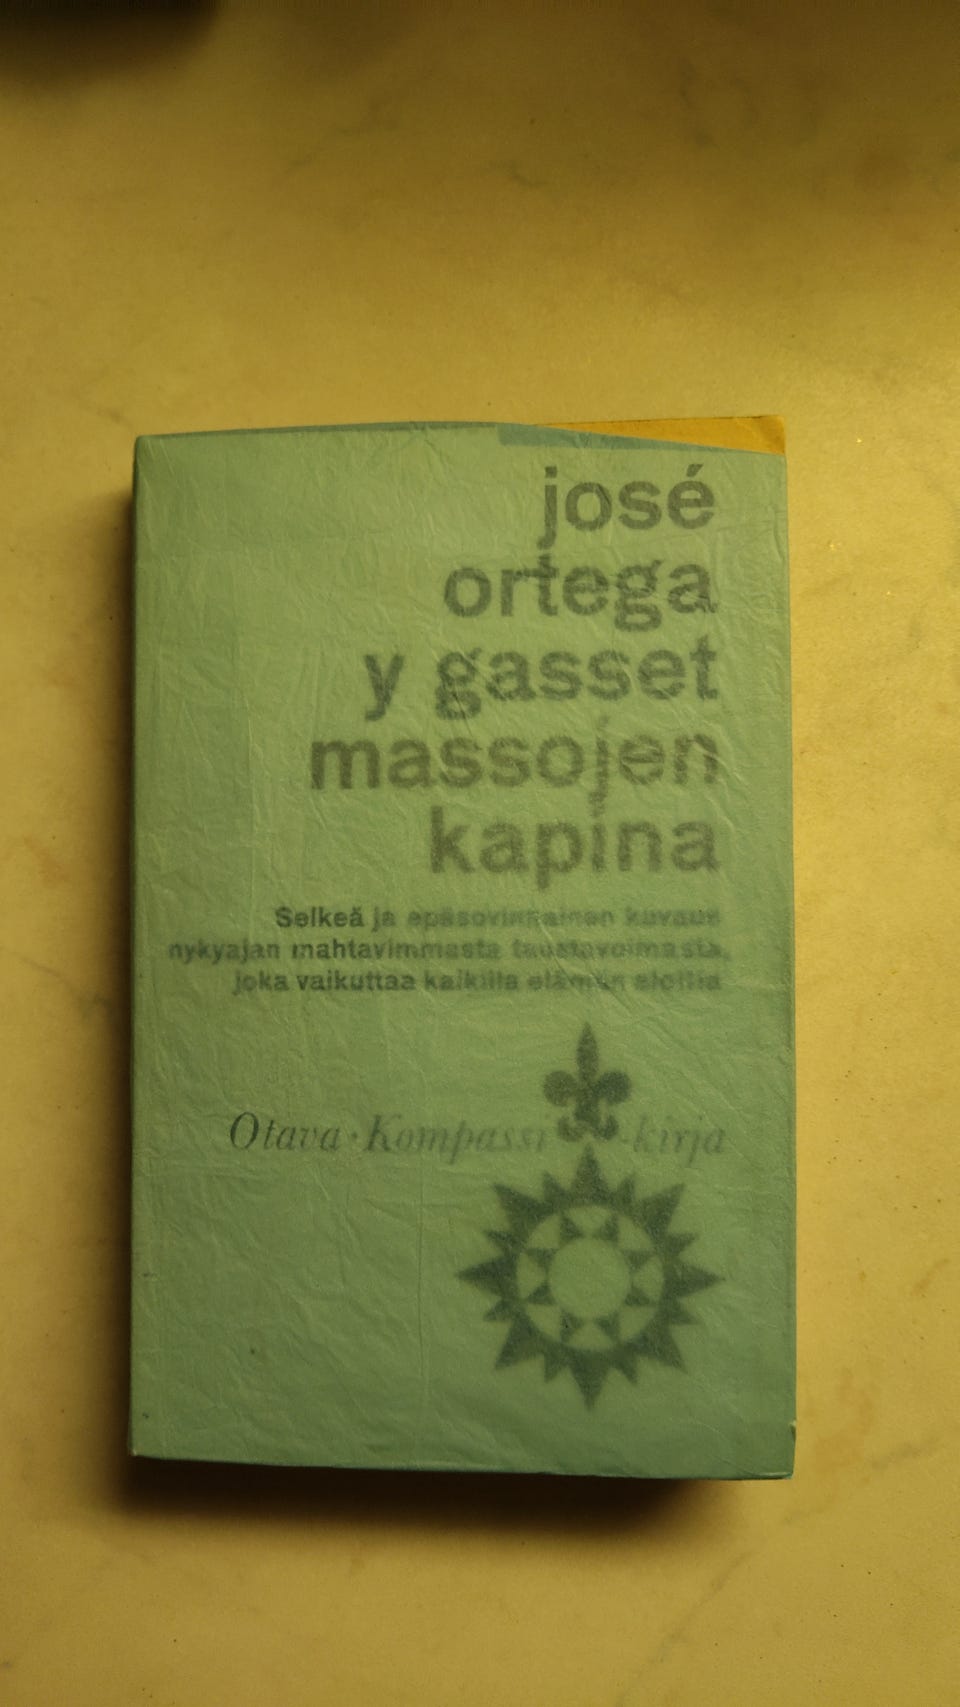 josé
ortega
y gasset
massojen
kapina
Selkeä ja epäsovinnainen kuvaus
nykyajan mahtavimmasta taustavoimasta,
joka vaikuttaa kaikilla elämän aloilla
Otava · Kompassi -kirja